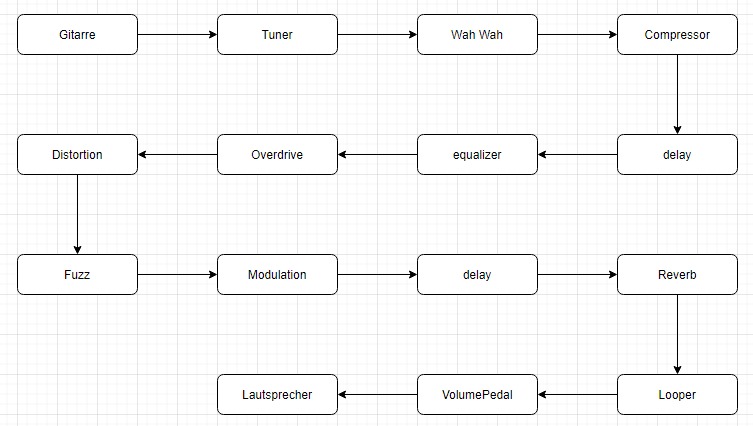 Gitarre
Tuner
Wah Wah
Compressor
Distortion
Overdrive
equalizer
delay
Fuzz
Modulation
delay
Reverb
Lautsprecher
VolumePedal
Looper